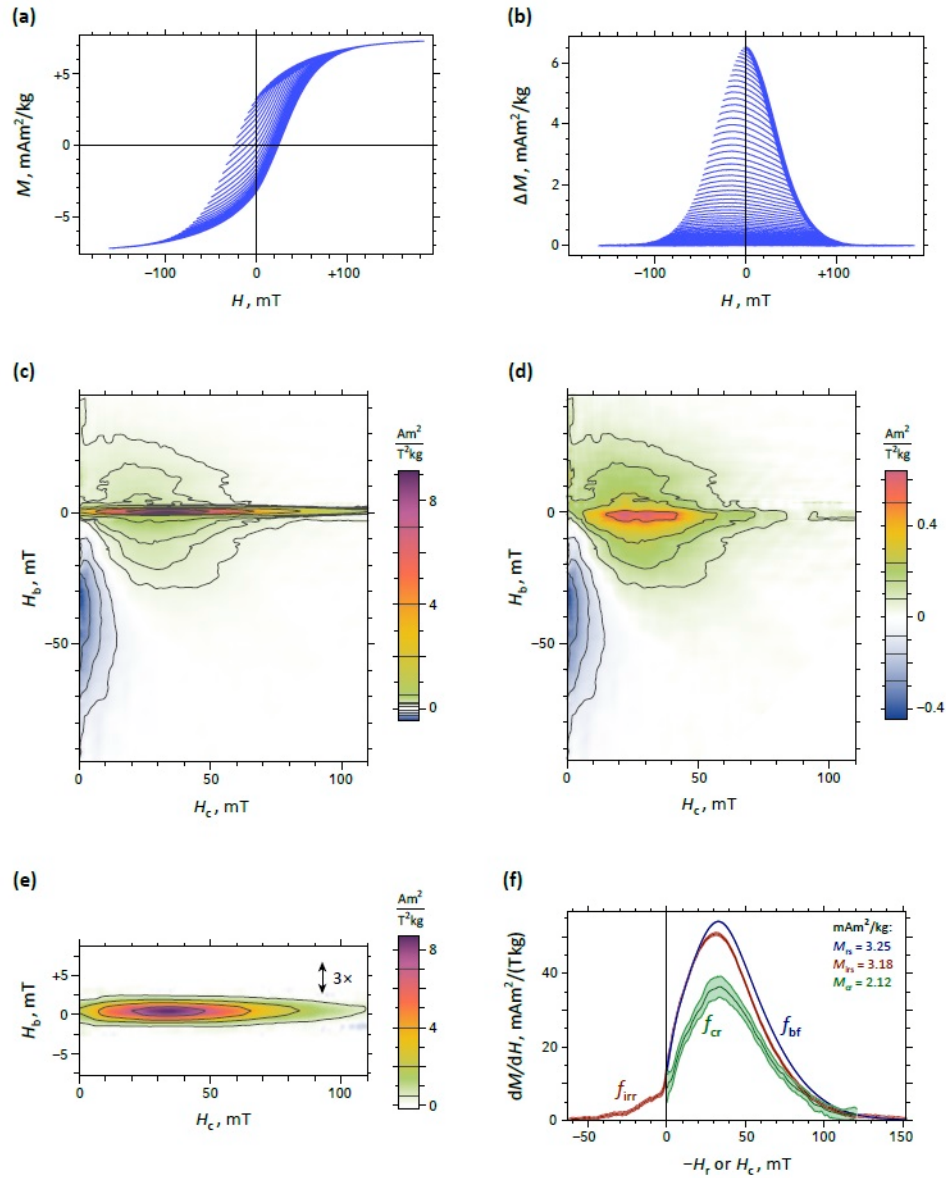 (a)
M, mAm²/kg
+5
0
−5
−100
0
+100
H, mT
(b)
ΔM, mAm²/kg
6
4
2
0
−100
0
+100
H, mT
(c)
H_b, mT
0
−50
0
50
100
H_c, mT
Am²
T²kg
8
4
0
(d)
H_b, mT
0
−50
0
50
100
H_c, mT
Am²
T²kg
0.4
0
−0.4
(e)
H_b, mT
+5
0
−5
3×
0
50
100
H_c, mT
Am²
T²kg
8
6
4
2
0
(f)
dM/dH, mAm²/(Tkg)
40
20
10
0
mAm²/kg:
M_rs = 3.25
M_irs = 3.18
M_cr = 2.12
f_cr
f_bf
f_irr
−50
0
50
100
150
−H_r or H_c, mT